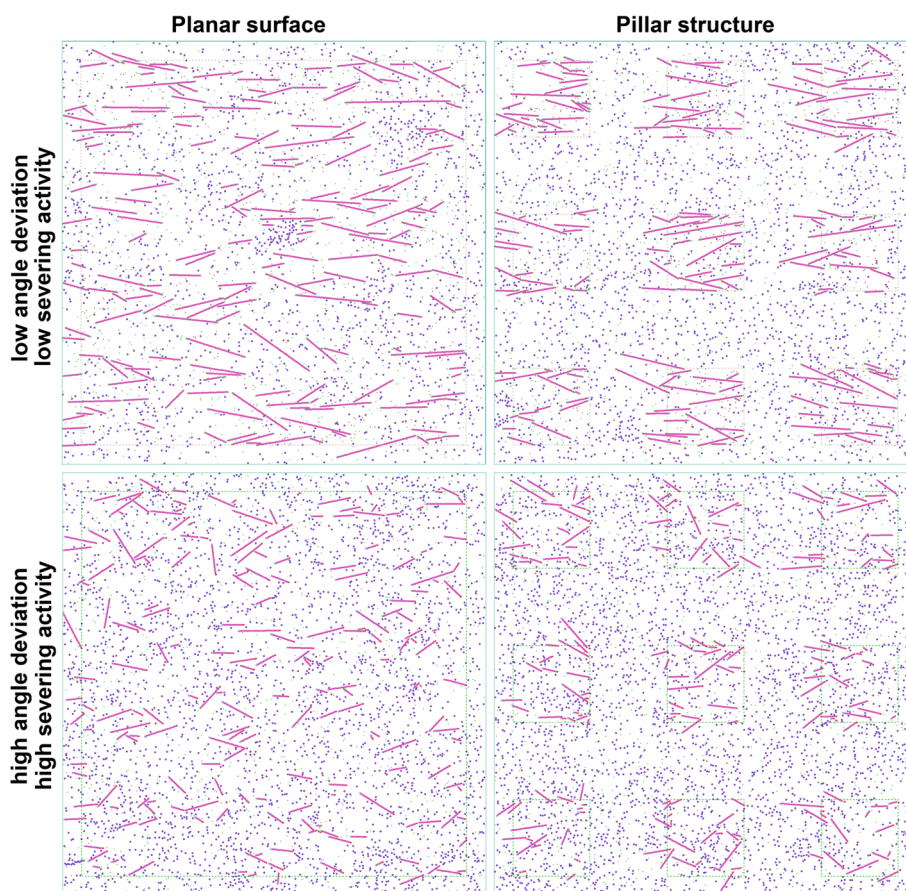 Planar surface
Pillar structure
low angle deviation
low severing activity
high angle deviation
high severing activity